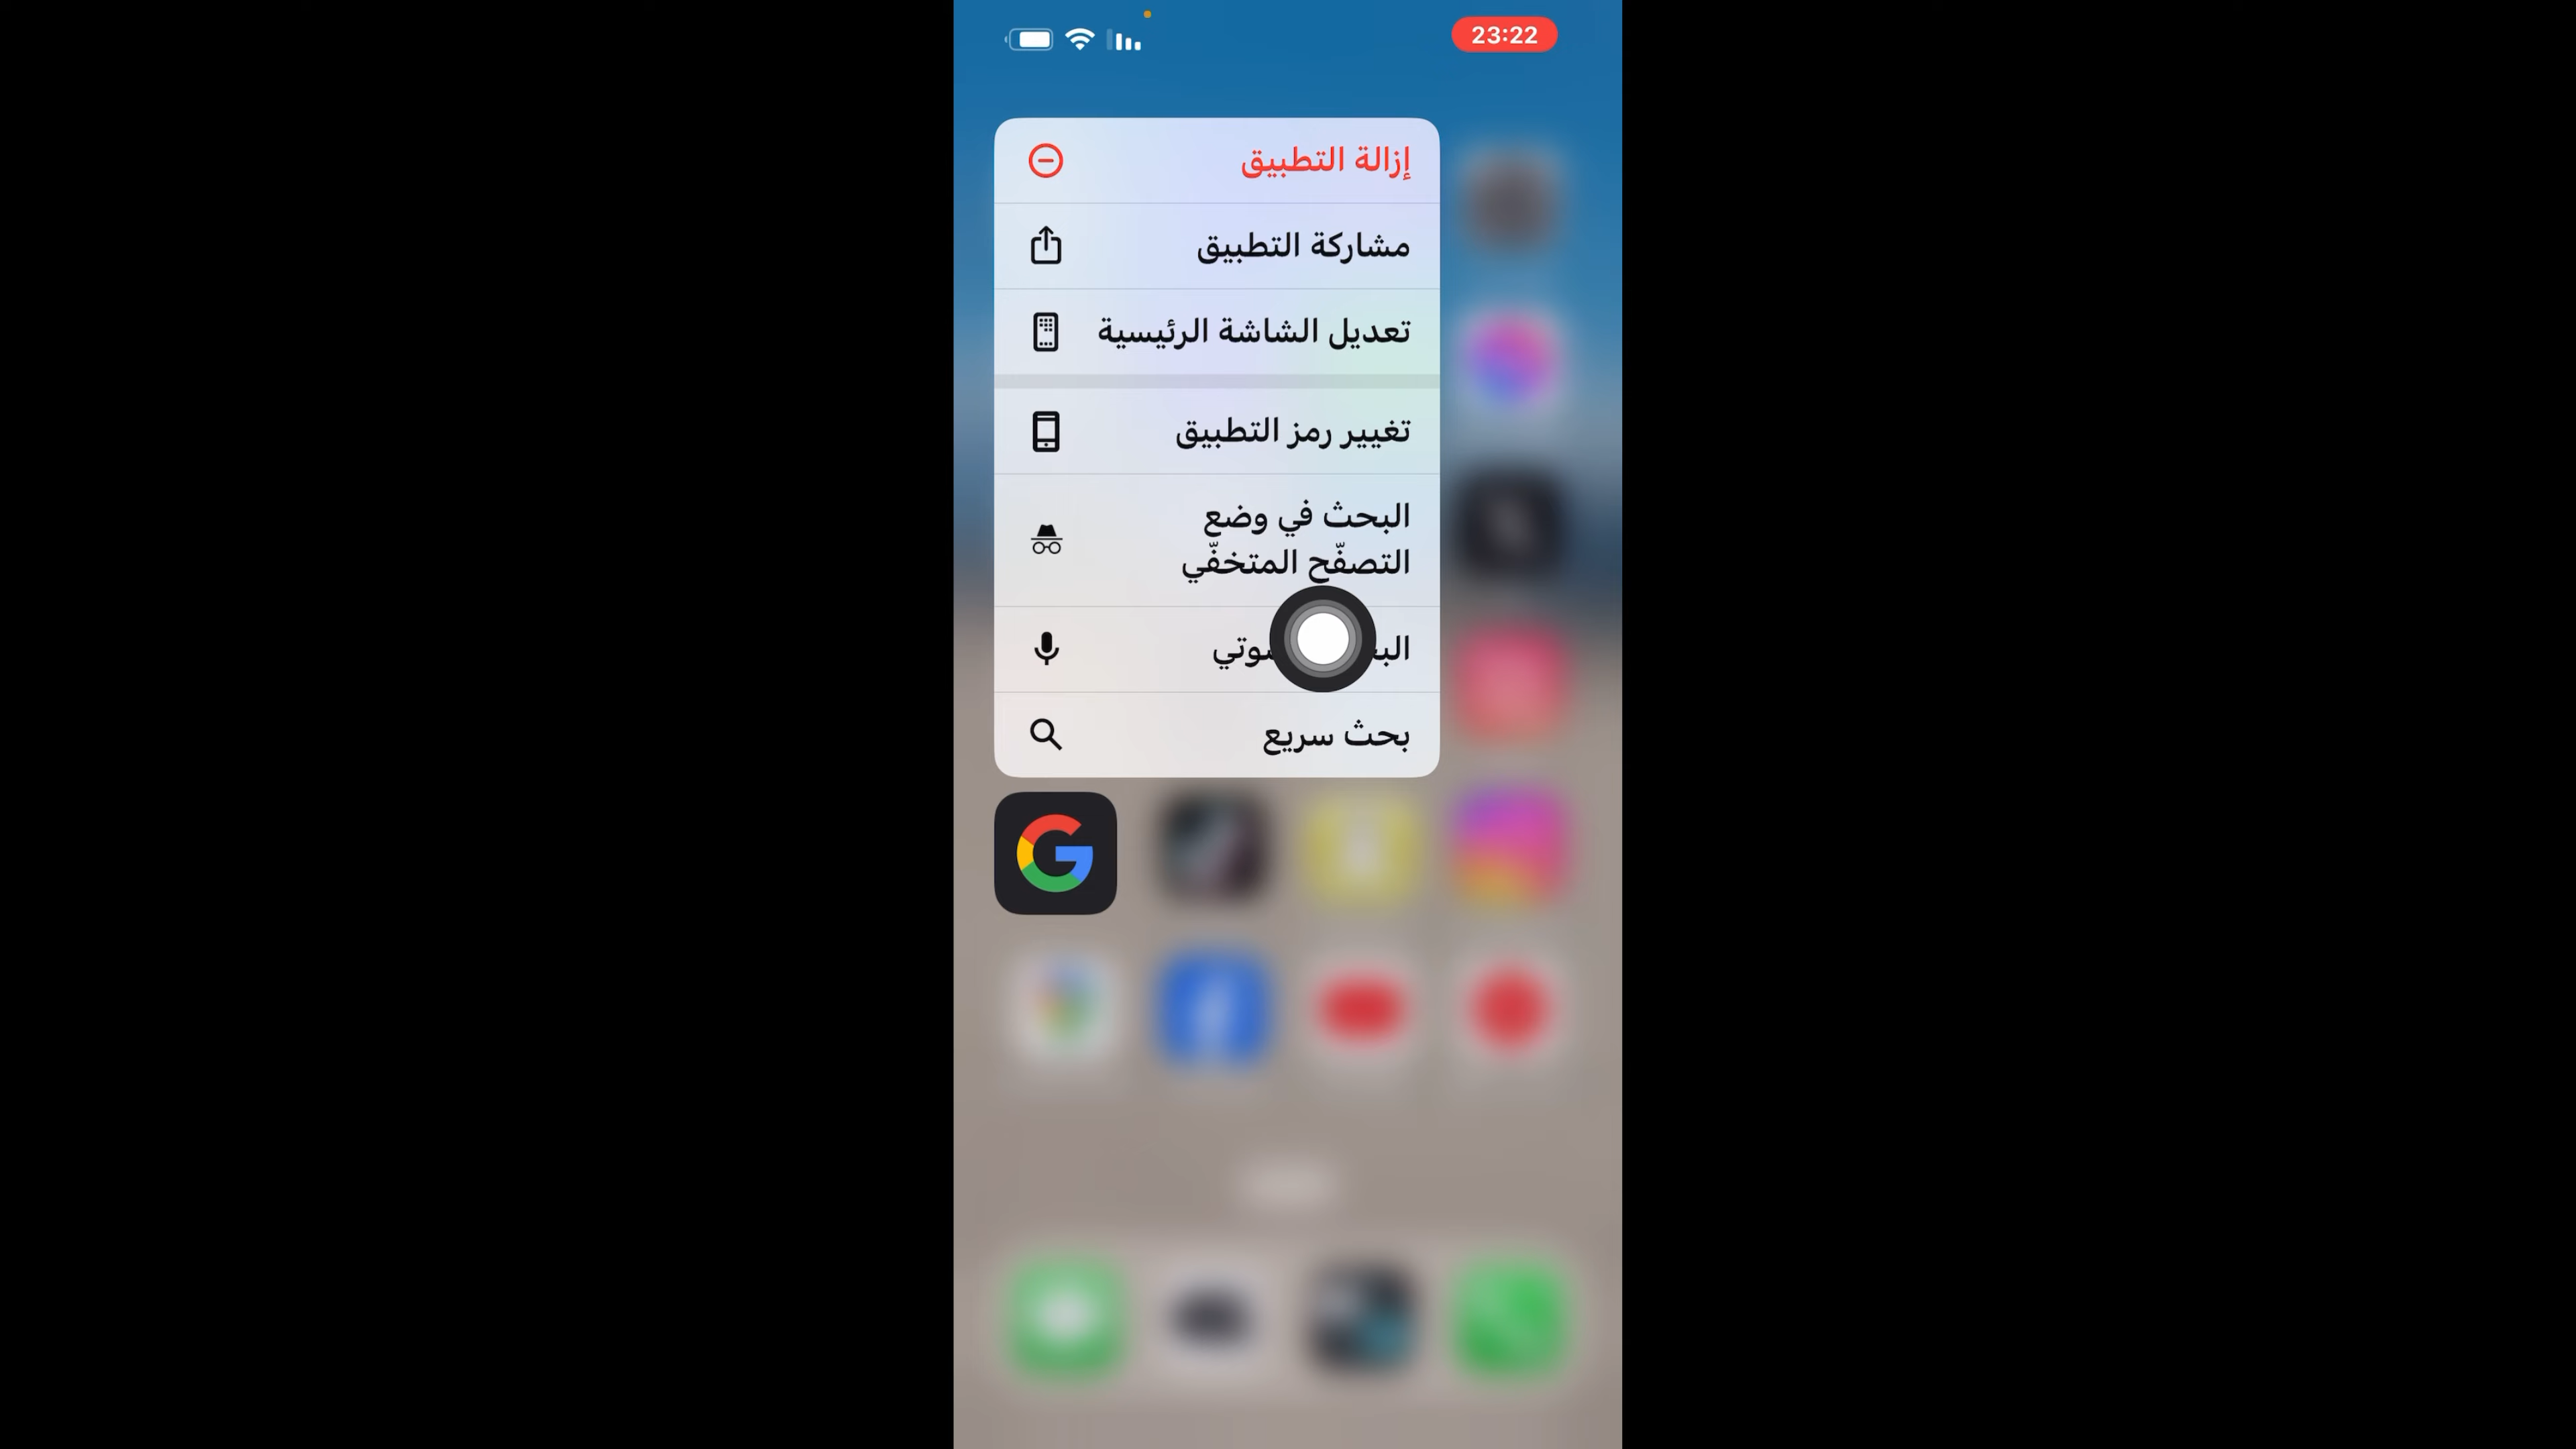 23:22
إزالة التطبيق
مشاركة التطبيق
تعديل الشاشة الرئيسية
تغيير رمز التطبيق
البحث في وضع
التصفّح المتخفّي
بحث سريع